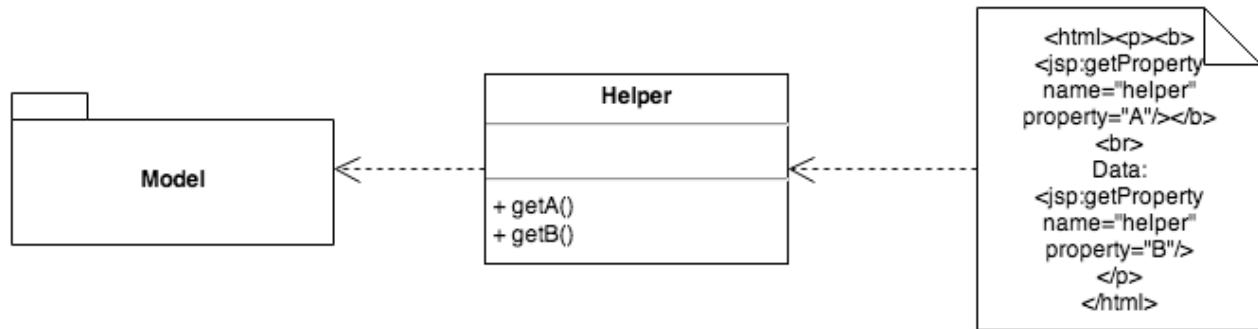 Model
Helper
+ getA()
+ getB()
<html><p><b>
<jsp:getProperty
name="helper"
property="A"/></b>
<br>
Data:
<jsp:getProperty
name="helper"
property="B"/>
</p>
</html>